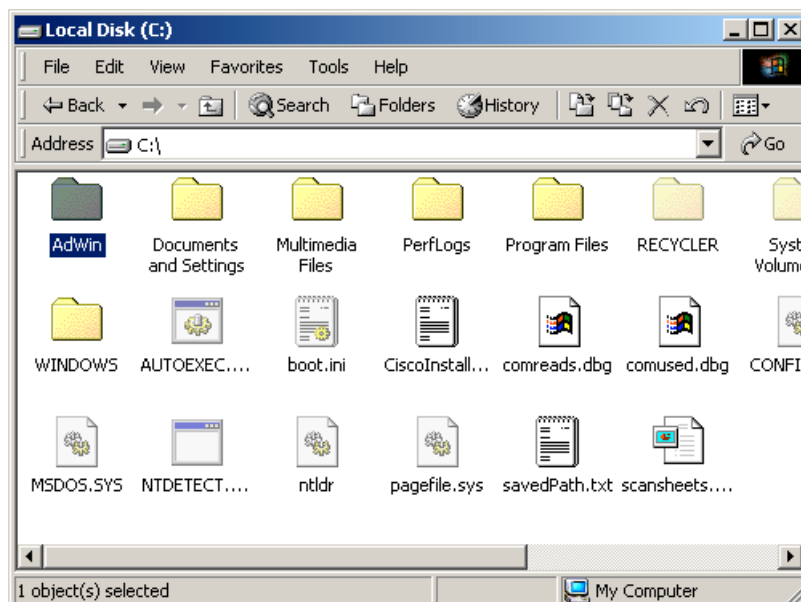 Local Disk (C:)
File Edit View Favorites Tools Help
Back Search Folders History
Address C:\ Go
AdWin Documents and Settings Multimedia Files PerfLogs Program Files RECYCLER Syst Volume
WINDOWS AUTOEXEC.... boot.ini CiscoInstall... comreads.dbg comused.dbg CONFI
MSDOS.SYS NTDETECT.... ntldr pagefile.sys savedPath.txt scansheets....
1 object(s) selected My Computer